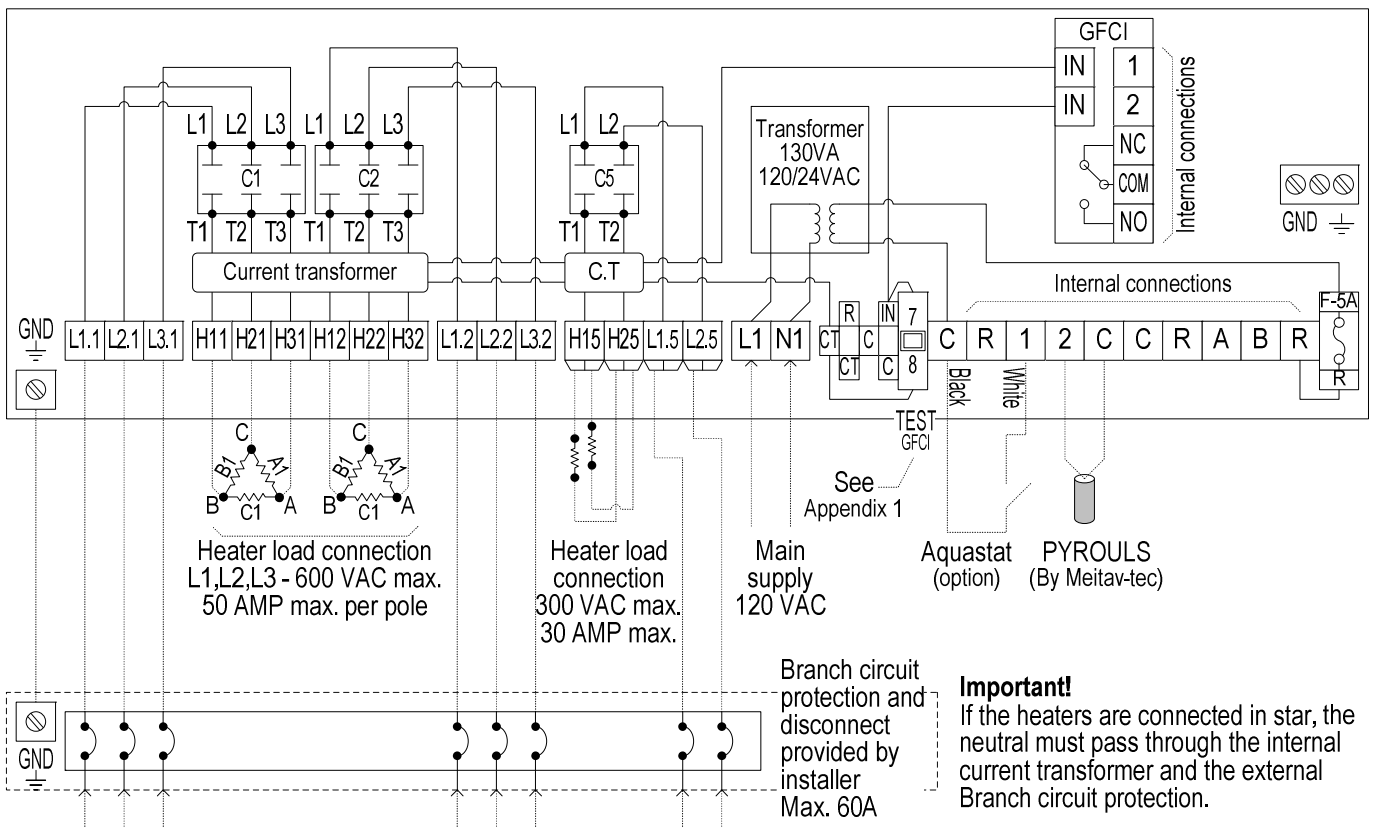 GFCI
IN 1
IN 2
NC
COM
NO
Internal connections
L1 L2 L3 L1 L2 L3
C1 C2
T1 T2 T3 T1 T2 T3
L1 L2
C5
T1 T2
Transformer
130VA
120/24VAC
GND
Current transformer
C.T
Internal connections
F-5A
R
GND
L1.1 L2.1 L3.1 H11 H21 H31 H12 H22 H32 L1.2 L2.2 L3.2 H15 H25 L1.5 L2.5 L1 N1
CT R CT C IN C 7 8
C R 1 2 C C R A B R
Black
White
TEST
GFCI
See
Appendix 1
C
B1 A1
B C1 A
C
B1 A1
B C1 A
Heater load connection
L1,L2,L3 - 600 VAC max.
50 AMP max. per pole
Heater load
connection
300 VAC max.
30 AMP max.
Main
supply
120 VAC
Aquastat
(option)
PYROULS
(By Meitav-tec)
GND
Branch circuit
protection and
disconnect
provided by
installer
Max. 60A
Important!
If the heaters are connected in star, the
neutral must pass through the internal
current transformer and the external
Branch circuit protection.